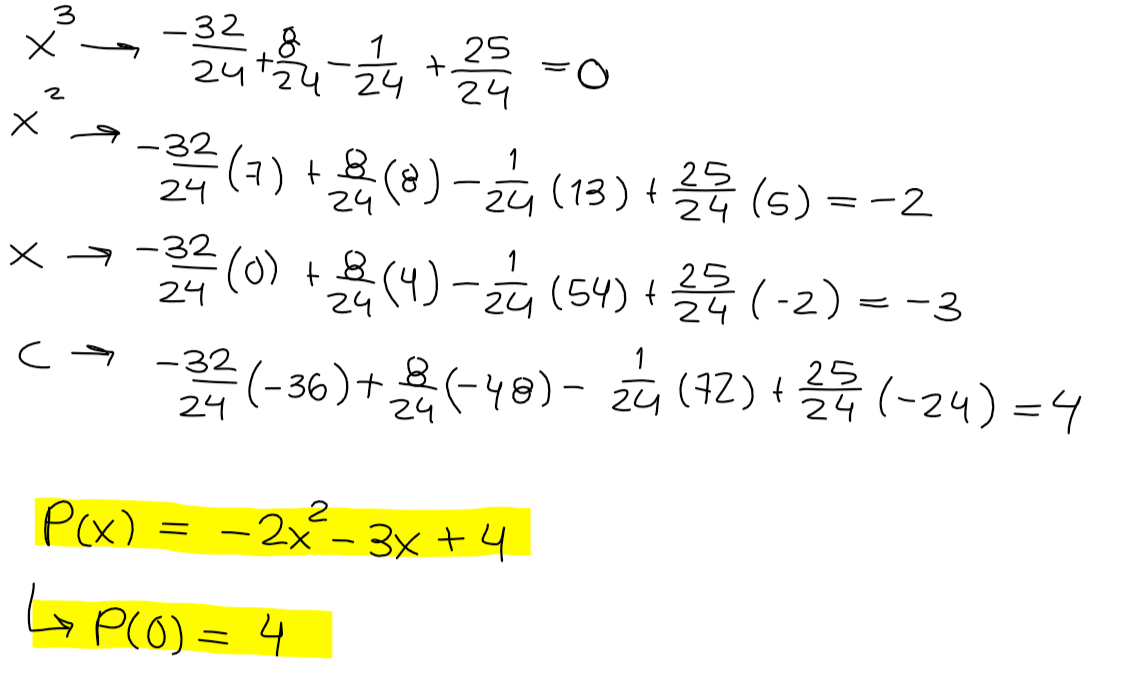 x³ → -32/24 + 8/24 - 1/24 + 25/24 = 0
x² → -32/24 (7) + 8/24 (8) - 1/24 (13) + 25/24 (5) = -2
x → -32/24 (0) + 8/24 (4) - 1/24 (54) + 25/24 (-2) = -3
C → -32/24 (-36) + 8/24 (-48) - 1/24 (72) + 25/24 (-24) = 4
P(x) = -2x² - 3x + 4
↳ P(0) = 4